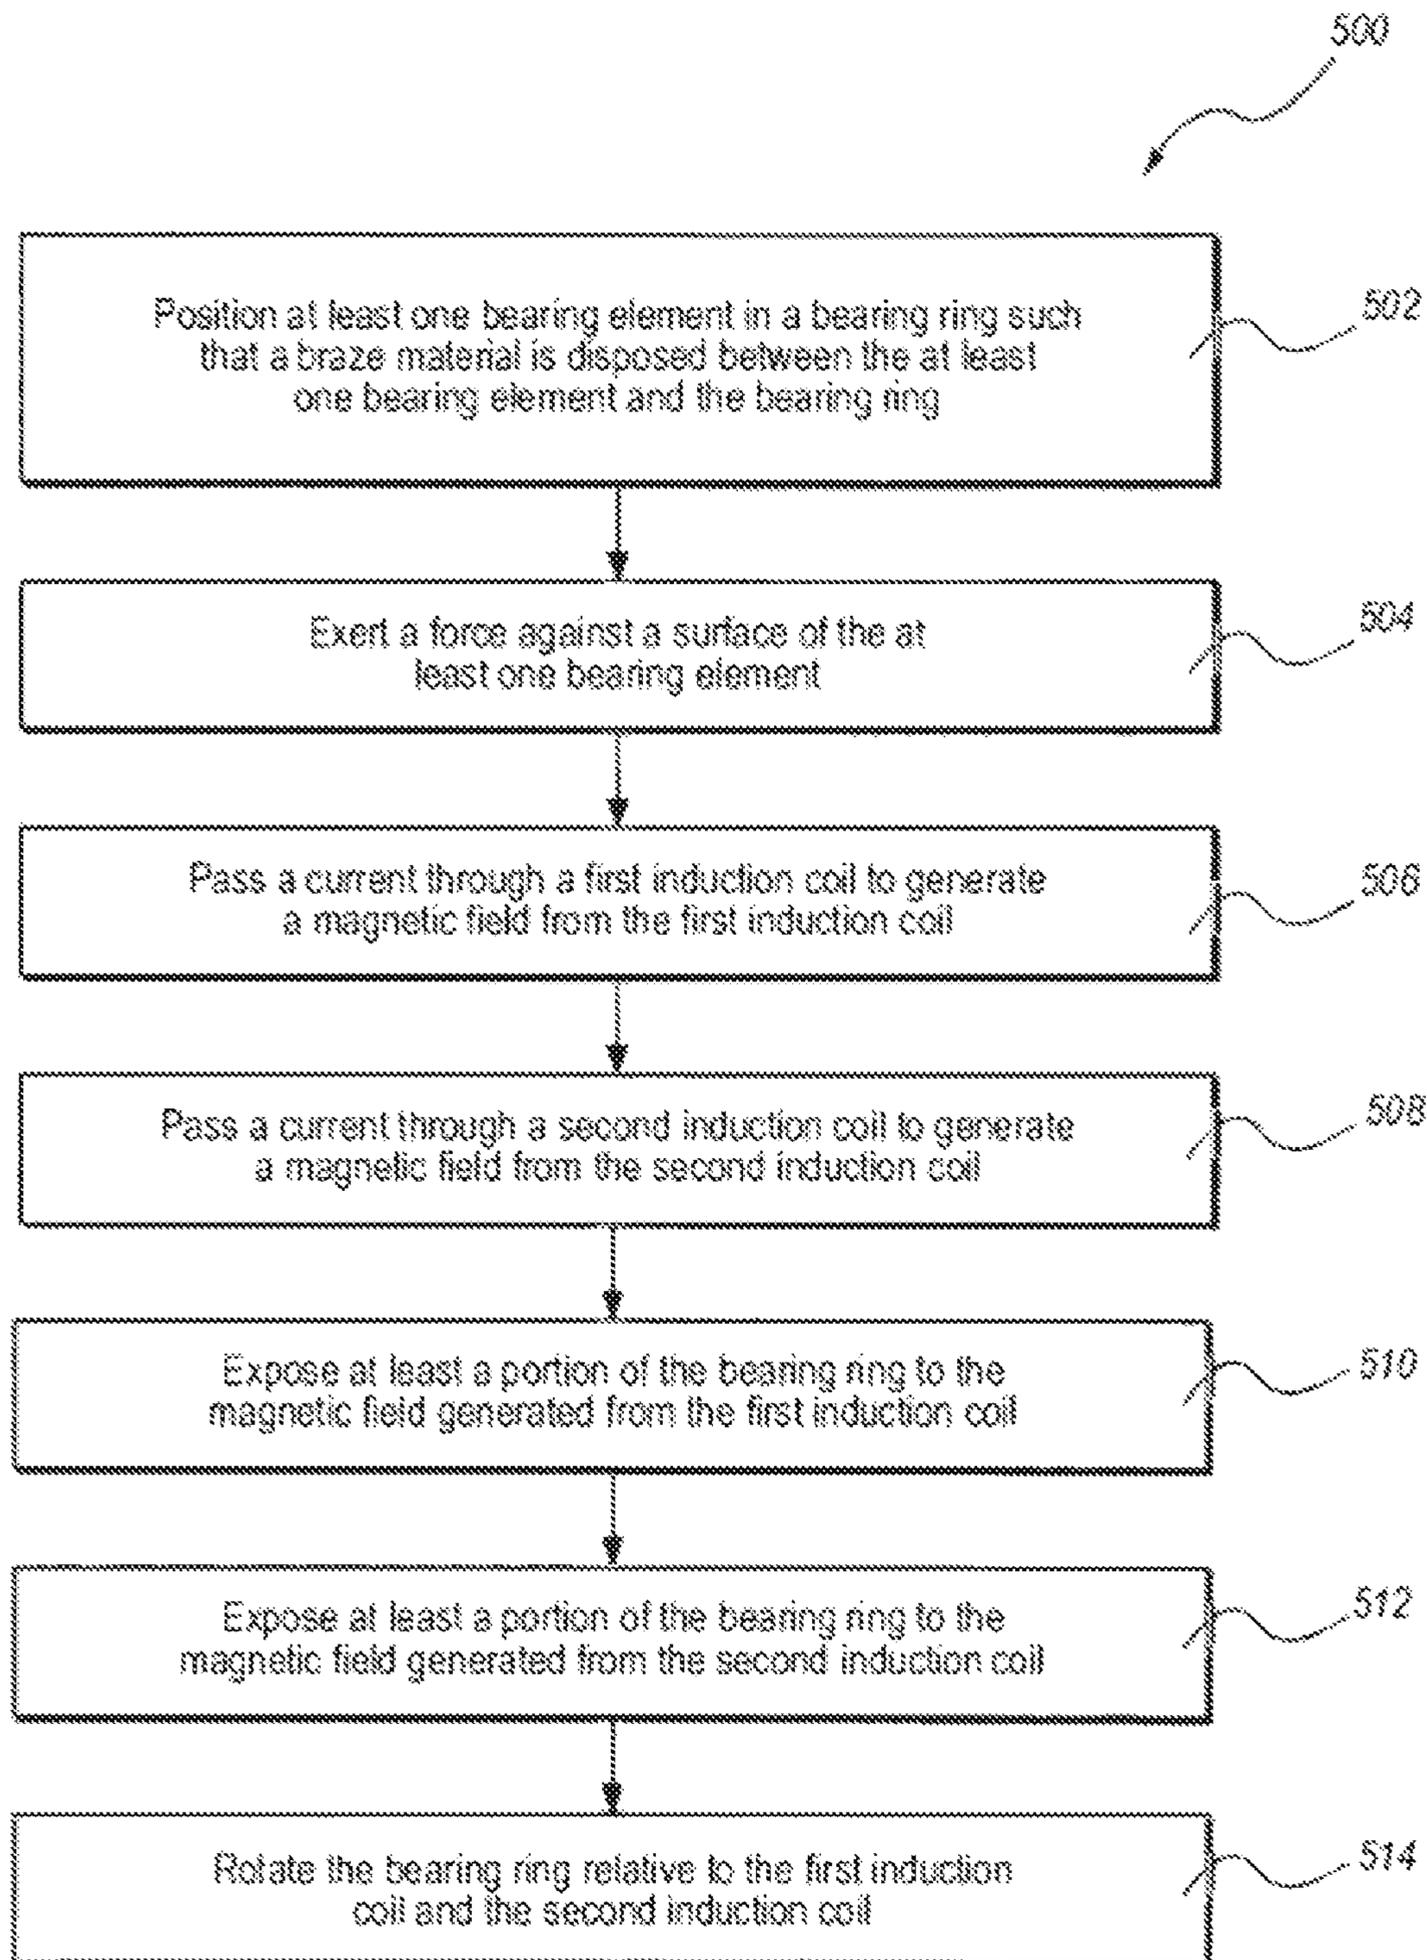 500
Position at least one bearing element in a bearing ring such
that a braze material is disposed between the at least
one bearing element and the bearing ring
502
Exert a force against a surface of the at
least one bearing element
504
Pass a current through a first induction coil to generate
a magnetic field from the first induction coil
506
Pass a current through a second induction coil to generate
a magnetic field from the second induction coil
508
Expose at least a portion of the bearing ring to the
magnetic field generated from the first induction coil
510
Expose at least a portion of the bearing ring to the
magnetic field generated from the second induction coil
512
Rotate the bearing ring relative to the first induction
coil and the second induction coil
514